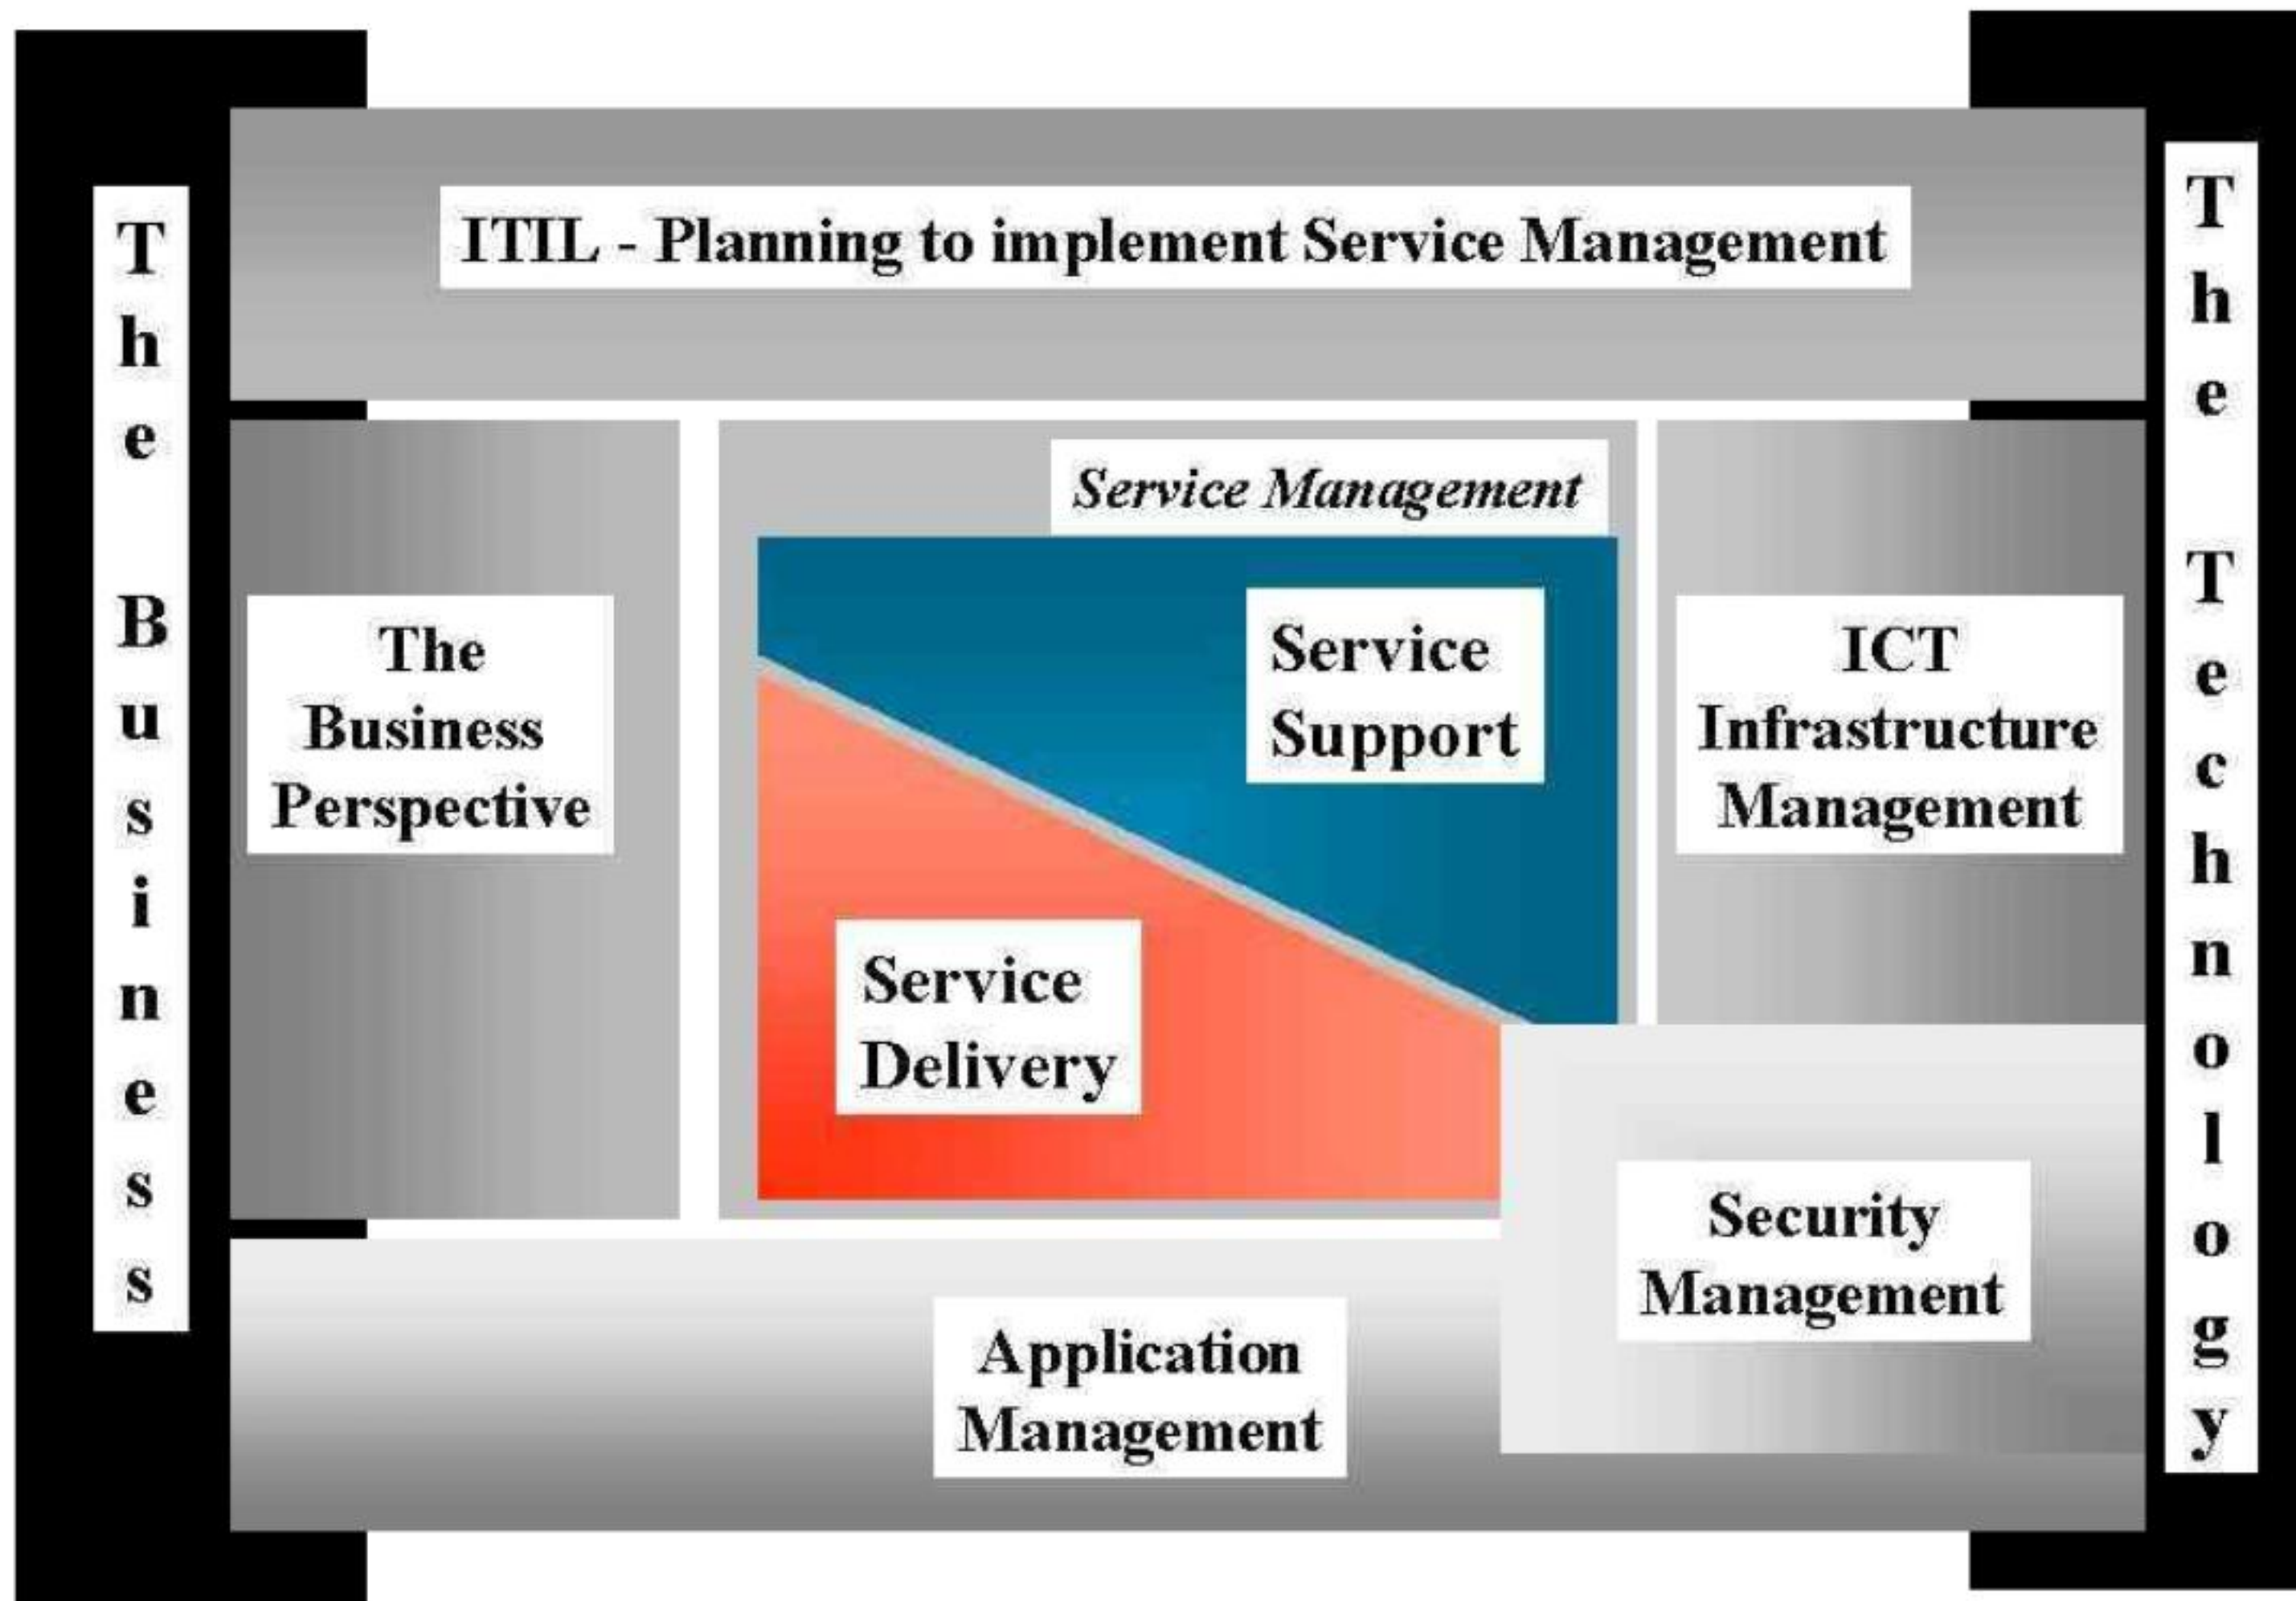 The Business
ITIL - Planning to implement Service Management
The Technology
The
Business
Perspective
Service Management
Service
Support
ICT
Infrastructure
Management
Service
Delivery
Security
Management
Application
Management